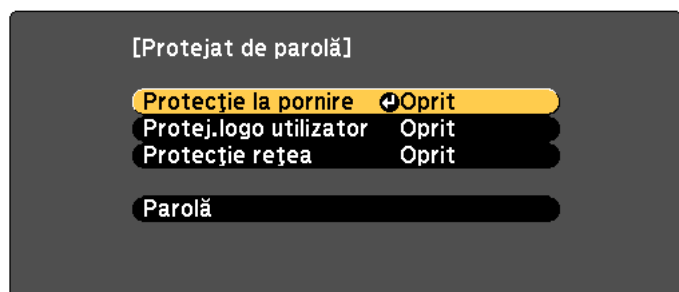 [Protejat de parolă]
Protecţie la pornire Oprit
Protej.logo utilizator Oprit
Protecţie reţea Oprit
Parolă